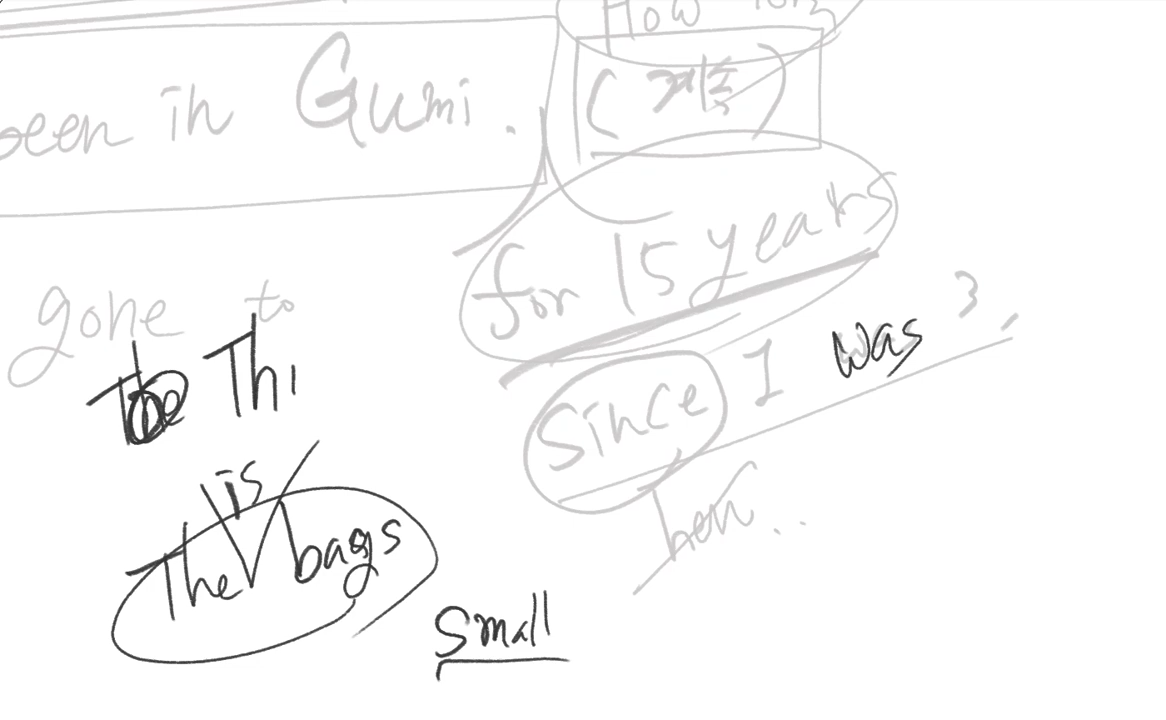 How
been in Gumi.
(계속)
for 15 years
gone to
since I was 3,
The Thi
is
The bags
small